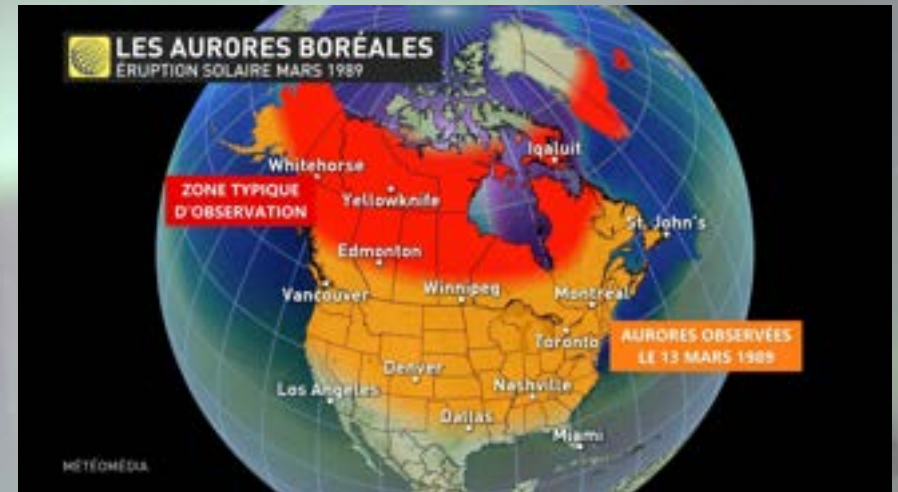 LES AURORES BORÉALES
ÉRUPTION SOLAIRE MARS 1989
Iqaluit
Whitehorse
ZONE TYPIQUE
D'OBSERVATION
Yellowknife
St. John's
Edmonton
Vancouver
Winnipeg
Montréal
Toronto
AURORES OBSERVÉES
LE 13 MARS 1989
Denver
Los Angeles
Nashville
Dallas
Miami
MÉTÉOMÉDIA